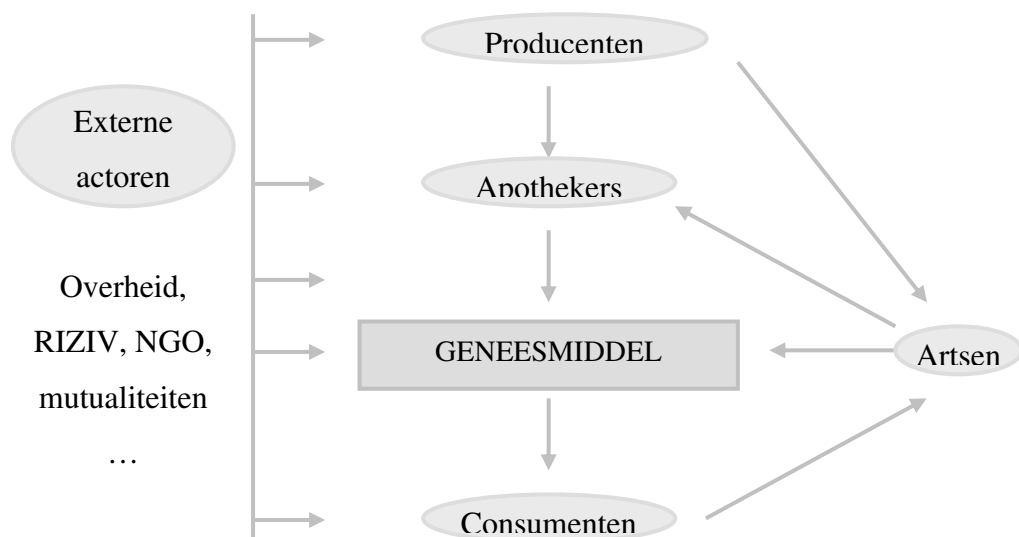 Producenten
Externe
actoren
Apothekers
Overheid,
RIZIV, NGO,
mutualiteiten
…
GENEESMIDDEL
Artsen
Consumenten